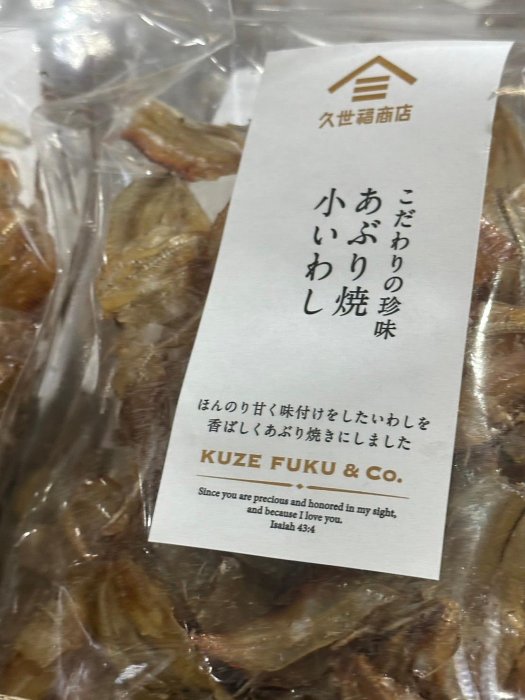 久世福商店
こだわりの珍味
あぶり焼
小いわし
ほんのり甘く味付けをしたいわしを
香ばしくあぶり焼きにしました
KUZE FUKU & Co.
Since you are precious and honored in my sight,
and because I love you.
Isaiah 43:4